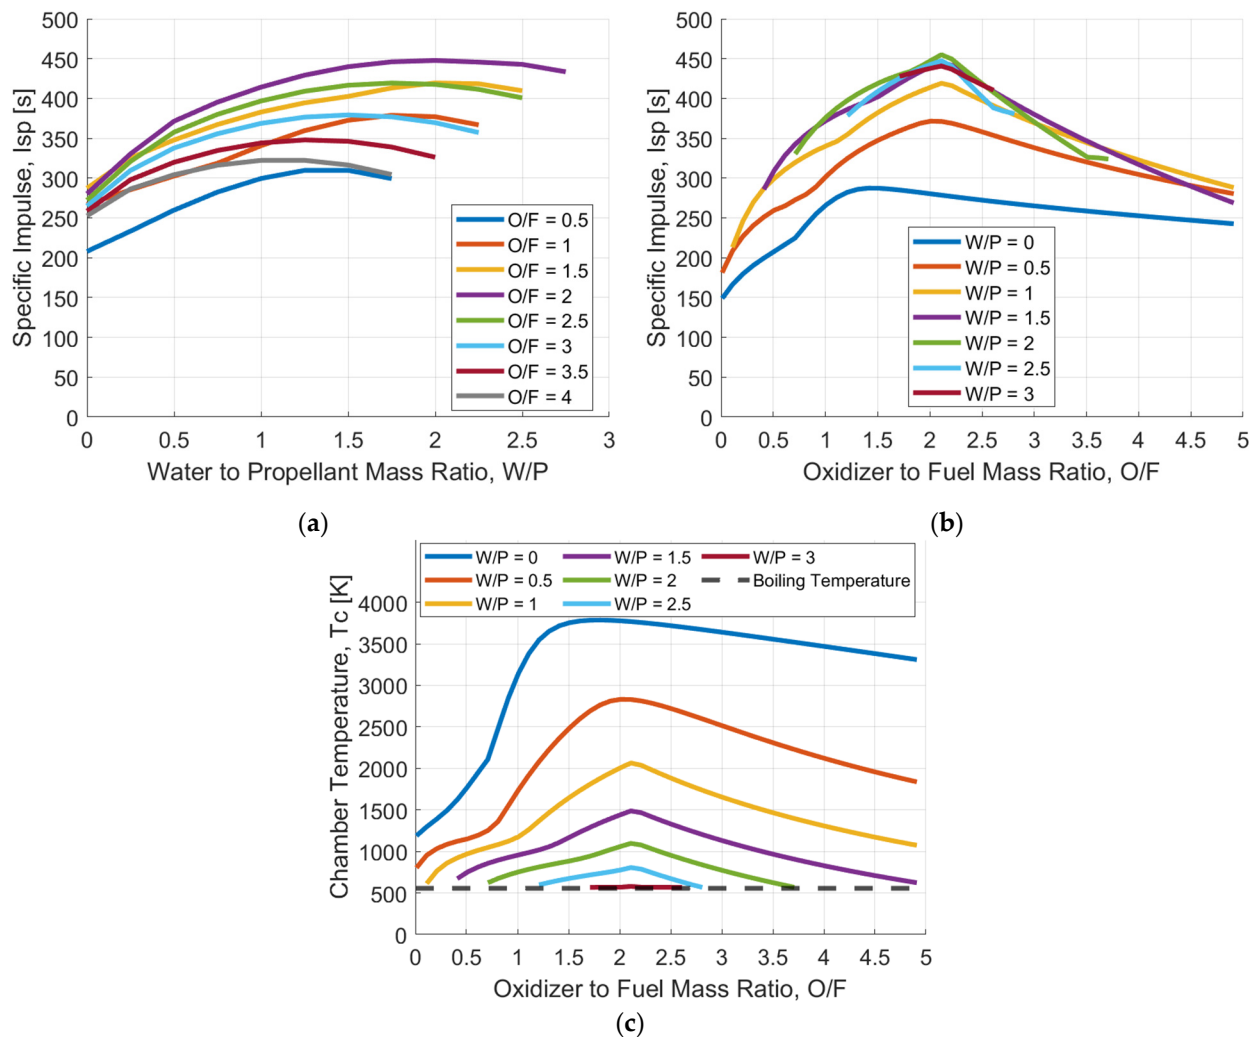 500
450
400
350
300
250
200
150
100
50
0
0 0.5 1 1.5 2 2.5 3
Specific Impulse, Isp [s]
Water to Propellant Mass Ratio, W/P
O/F = 0.5
O/F = 1
O/F = 1.5
O/F = 2
O/F = 2.5
O/F = 3
O/F = 3.5
O/F = 4
(a)
500
450
400
350
300
250
200
150
100
50
0
0 0.5 1 1.5 2 2.5 3 3.5 4 4.5 5
Specific Impulse, Isp [s]
Oxidizer to Fuel Mass Ratio, O/F
W/P = 0
W/P = 0.5
W/P = 1
W/P = 1.5
W/P = 2
W/P = 2.5
W/P = 3
(b)
W/P = 0 W/P = 1.5 W/P = 3
W/P = 0.5 W/P = 2 Boiling Temperature
W/P = 1 W/P = 2.5
4000
3500
3000
2500
2000
1500
1000
500
0
0 0.5 1 1.5 2 2.5 3 3.5 4 4.5 5
Chamber Temperature, Tc [K]
Oxidizer to Fuel Mass Ratio, O/F
(c)